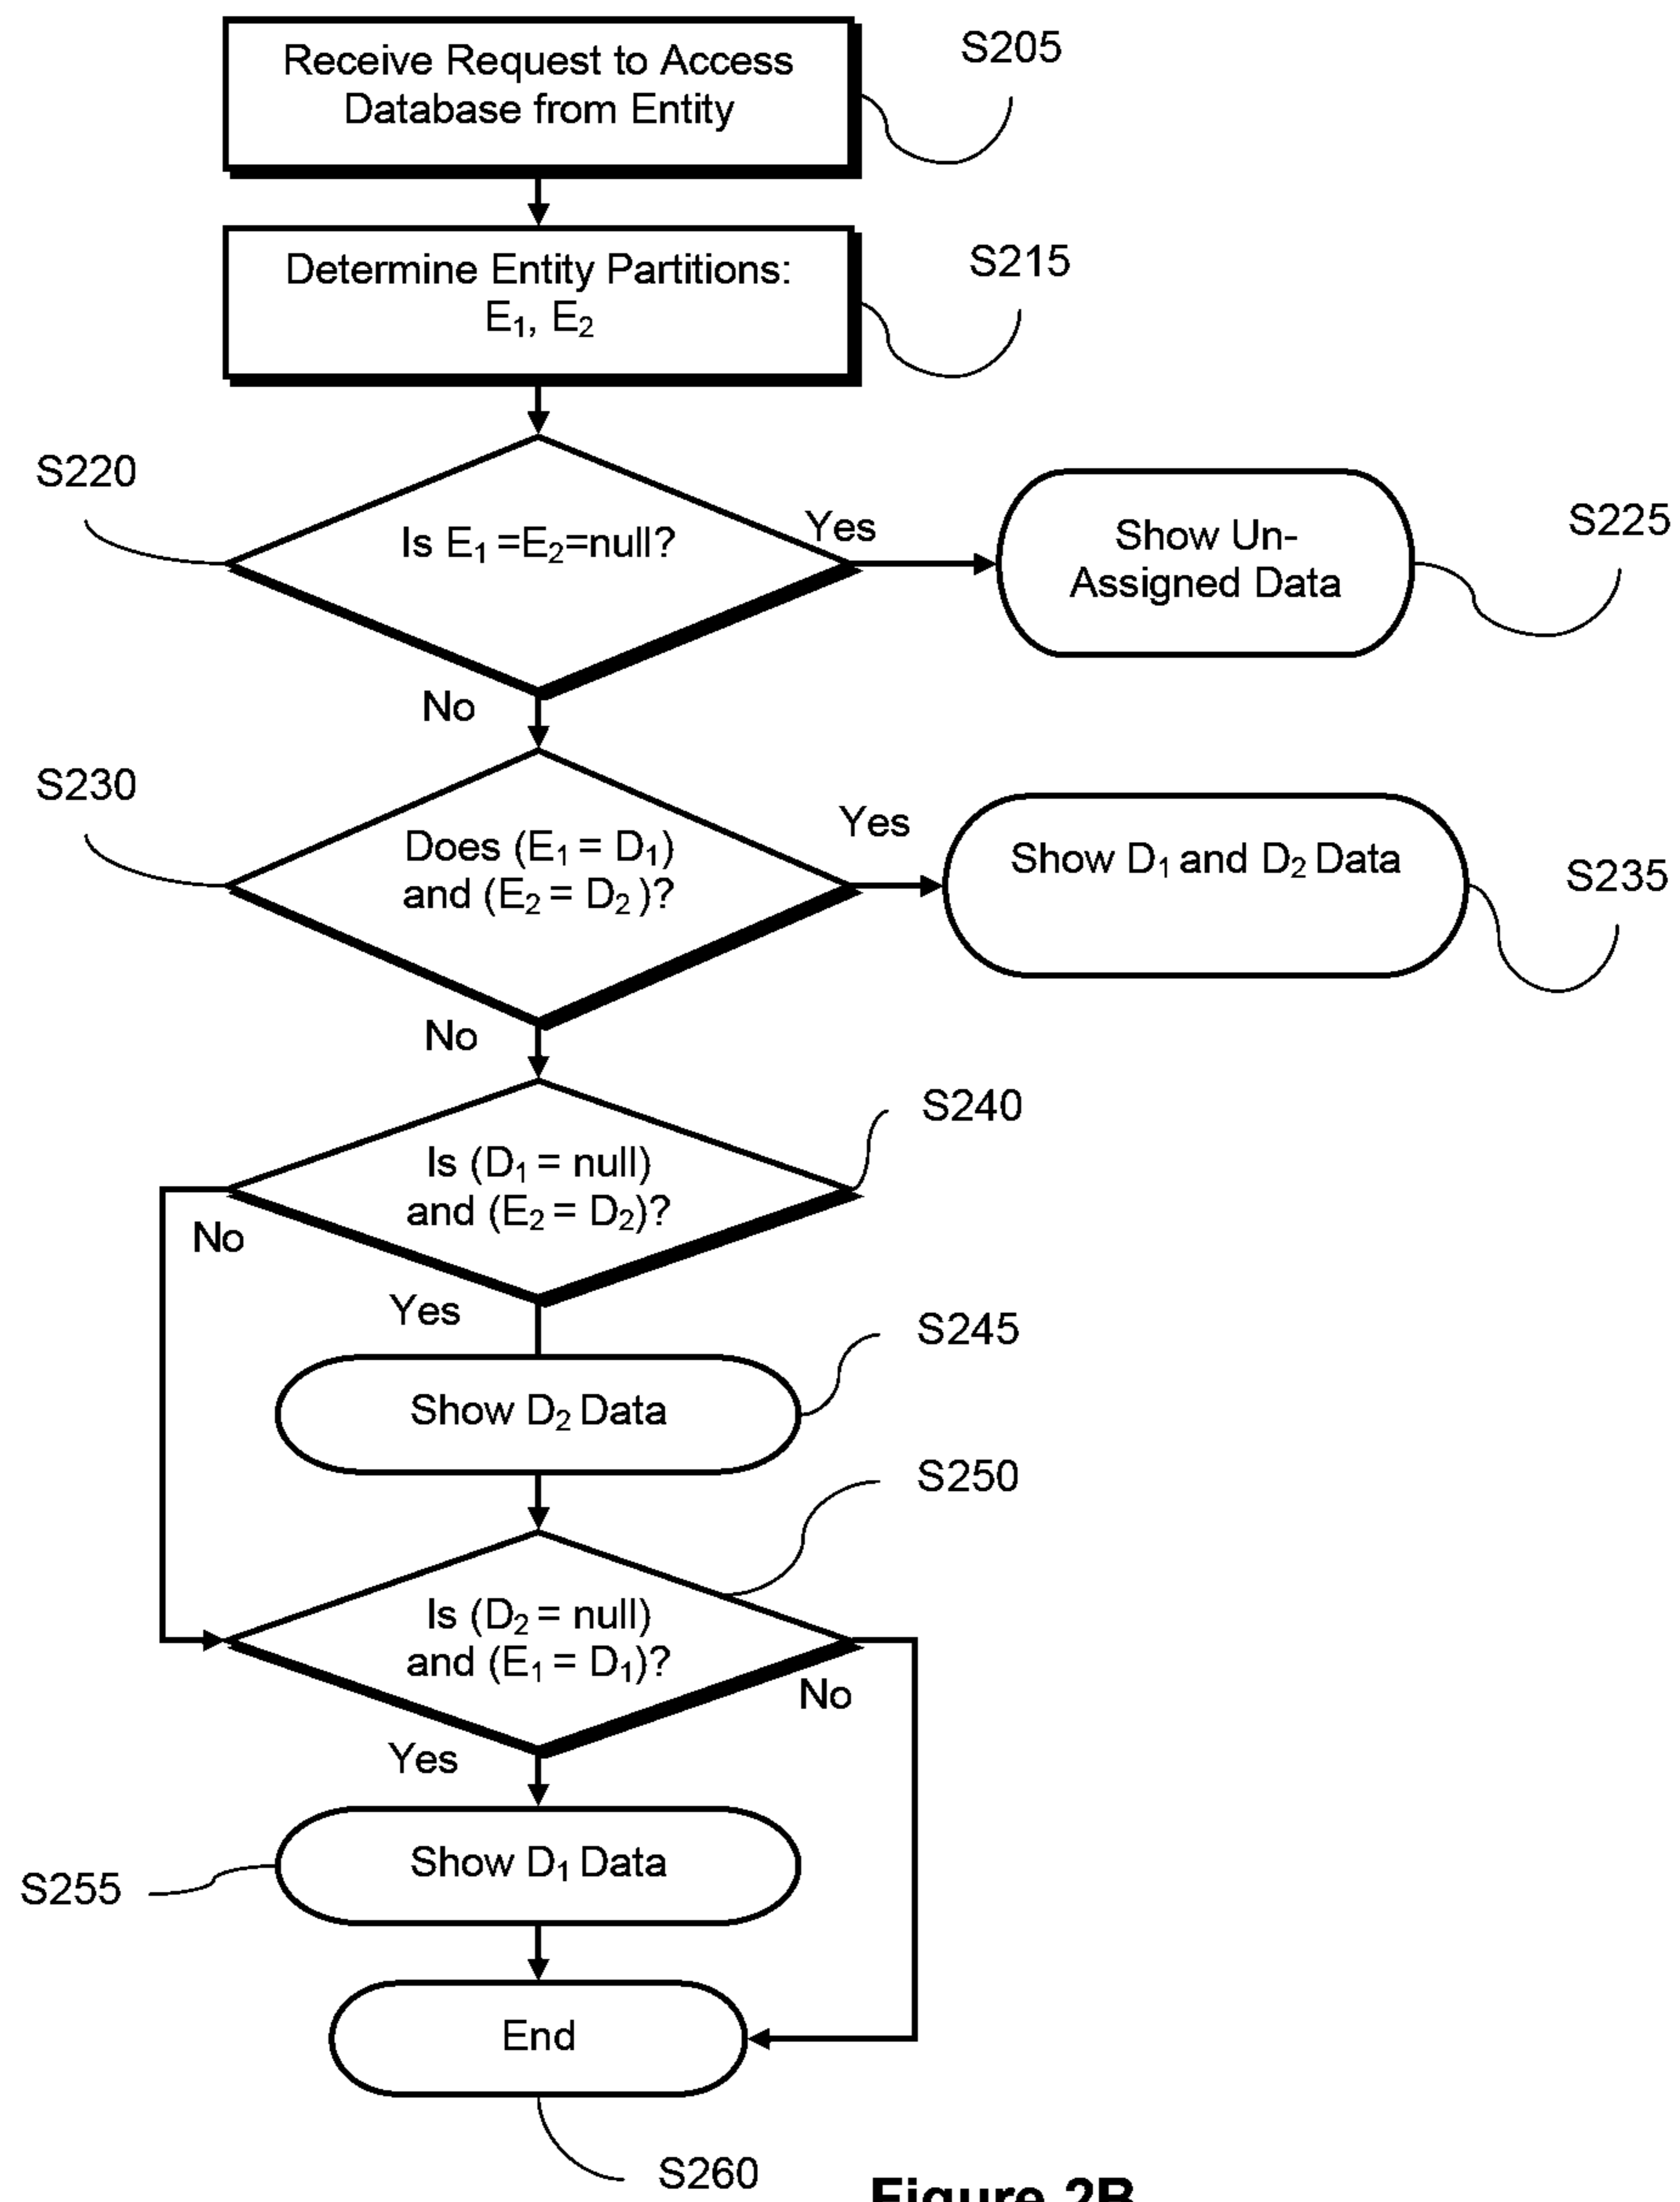 Receive Request to Access
Database from Entity
S205
Determine Entity Partitions:
E₁, E₂
S215
S220
Is E₁ =E₂=null?
Yes
Show Un-
Assigned Data
S225
No
S230
Does (E₁ = D₁)
and (E₂ = D₂ )?
Yes
Show D₁ and D₂ Data
S235
No
S240
Is (D₁ = null)
and (E₂ = D₂)?
No
Yes
S245
Show D₂ Data
S250
Is (D₂ = null)
and (E₁ = D₁)?
No
Yes
Show D₁ Data
S255
End
S260
Figure 2B